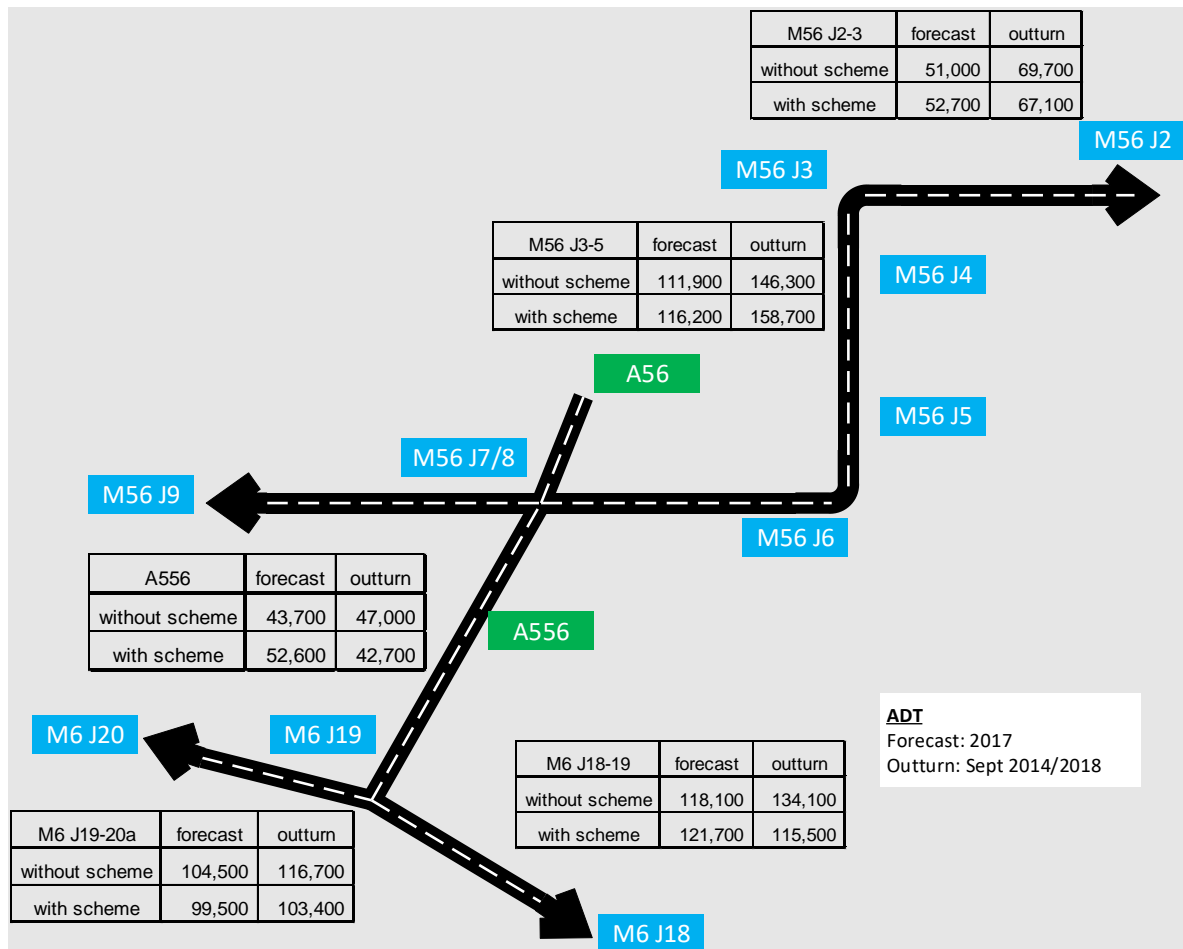 M56 J2-3 forecast outturn
without scheme 51,000 69,700
with scheme 52,700 67,100
M56 J2
M56 J3
M56 J3-5 forecast outturn
without scheme 111,900 146,300
with scheme 116,200 158,700
M56 J4
A56
M56 J5
M56 J7/8
M56 J9
M56 J6
A556 forecast outturn
without scheme 43,700 47,000
with scheme 52,600 42,700
A556
M6 J20
M6 J19
ADT
Forecast: 2017
Outturn: Sept 2014/2018
M6 J18-19 forecast outturn
without scheme 118,100 134,100
with scheme 121,700 115,500
M6 J19-20a forecast outturn
without scheme 104,500 116,700
with scheme 99,500 103,400
M6 J18